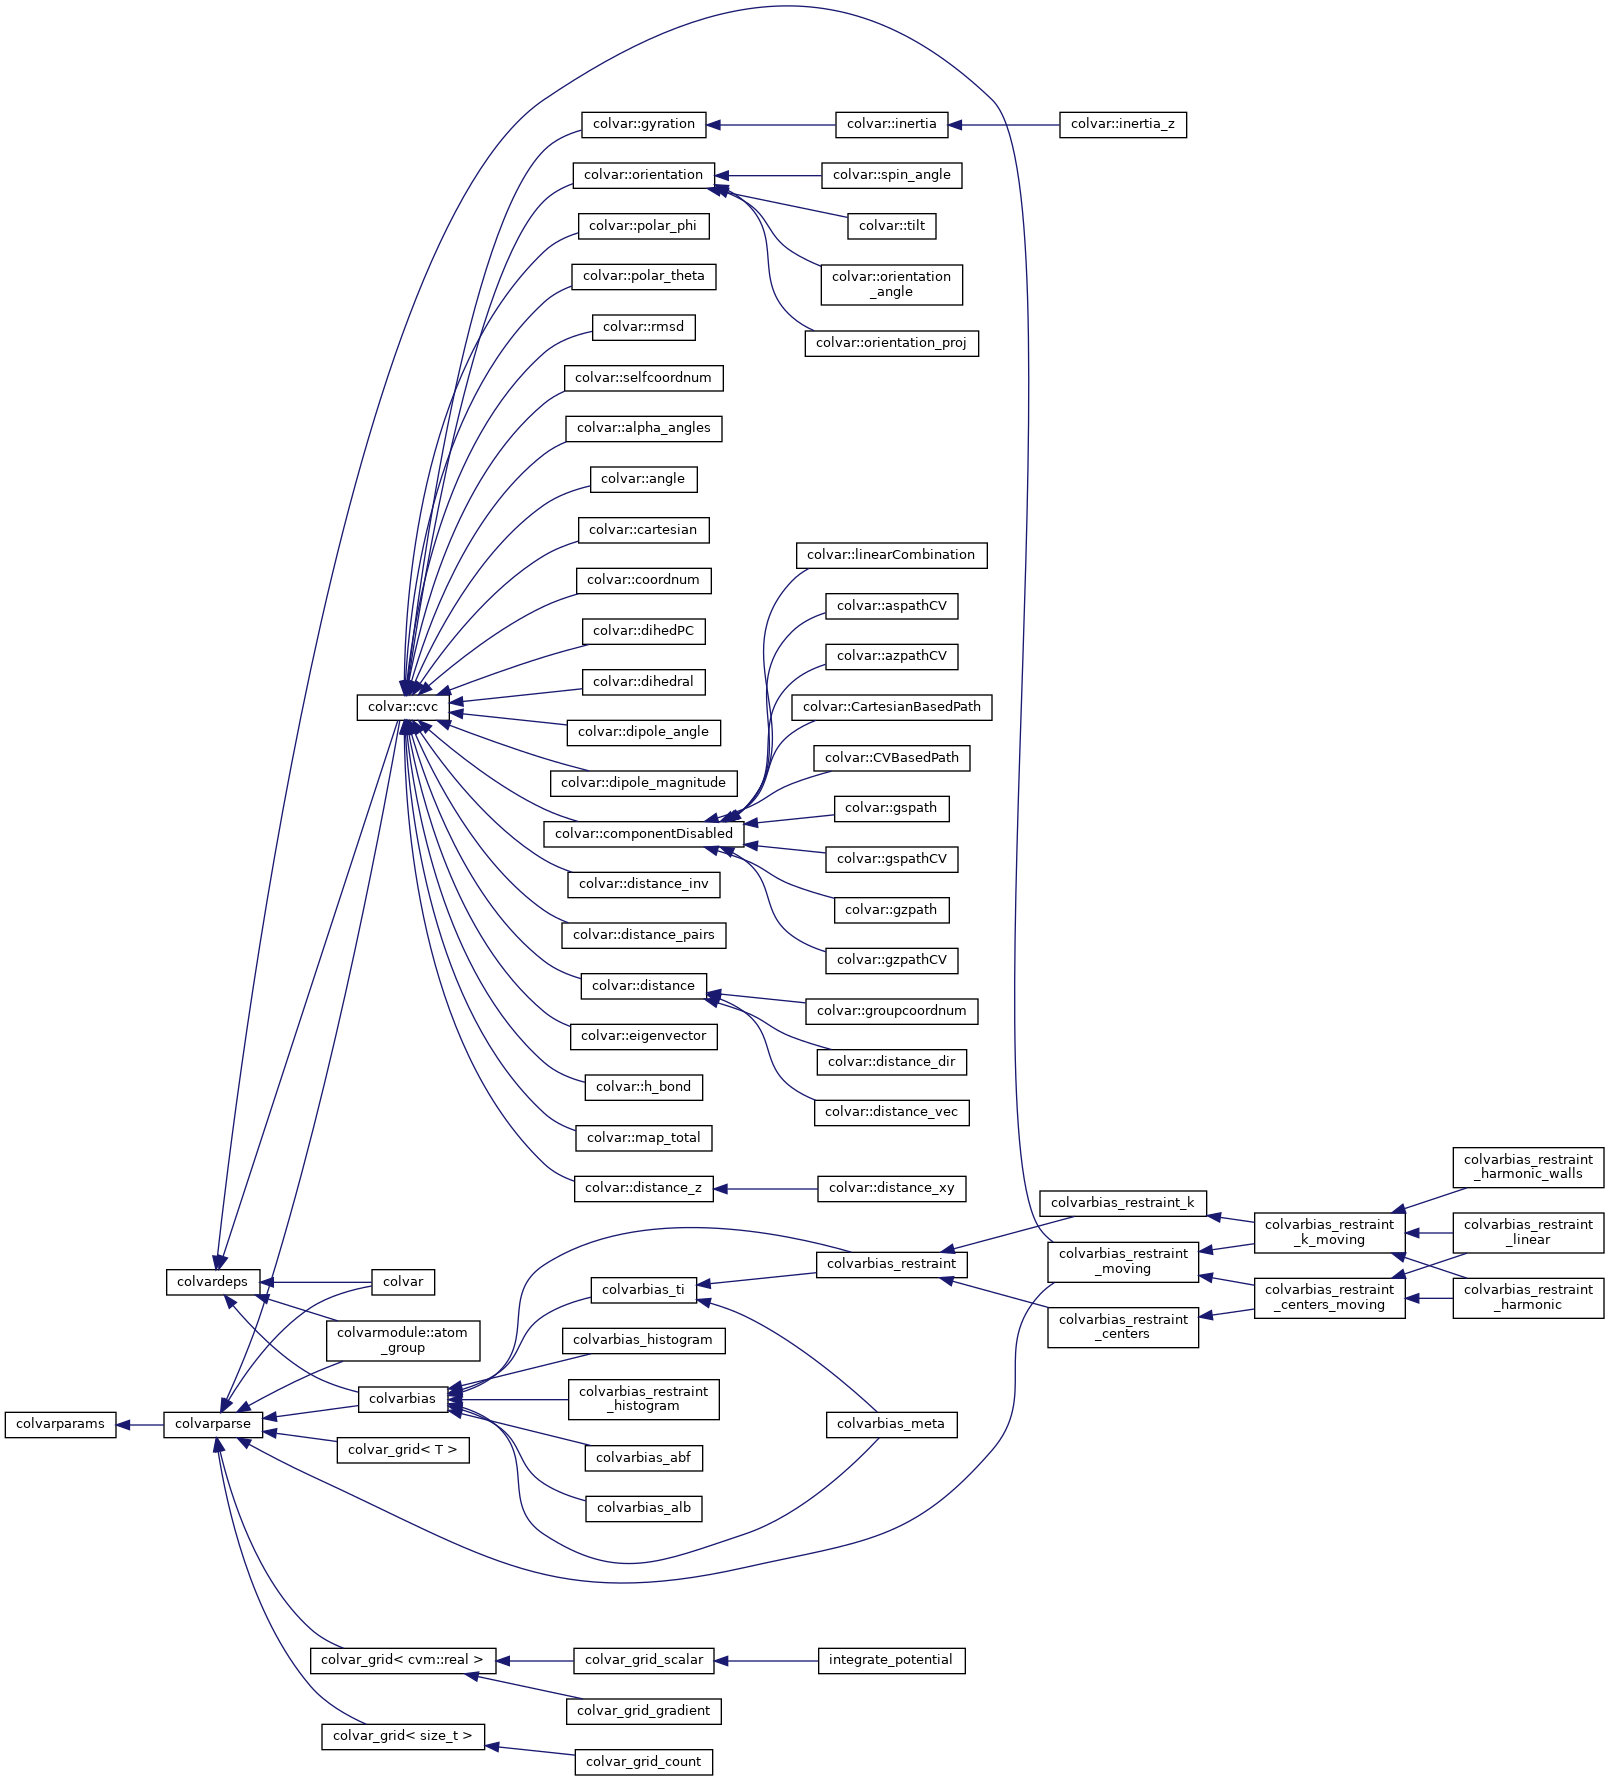 colvar::gyration
colvar::inertia
colvar::inertia_z
colvar::orientation
colvar::spin_angle
colvar::polar_phi
colvar::tilt
colvar::polar_theta
colvar::orientation
_angle
colvar::rmsd
colvar::orientation_proj
colvar::selfcoordnum
colvar::alpha_angles
colvar::angle
colvar::cartesian
colvar::linearCombination
colvar::coordnum
colvar::aspathCV
colvar::dihedPC
colvar::azpathCV
colvar::dihedral
colvar::cvc
colvar::CartesianBasedPath
colvar::dipole_angle
colvar::CVBasedPath
colvar::dipole_magnitude
colvar::gspath
colvar::componentDisabled
colvar::gspathCV
colvar::distance_inv
colvar::gzpath
colvar::distance_pairs
colvar::gzpathCV
colvar::distance
colvar::groupcoordnum
colvar::eigenvector
colvar::distance_dir
colvar::h_bond
colvar::distance_vec
colvar::map_total
colvar::distance_z
colvar::distance_xy
colvarbias_restraint
_harmonic_walls
colvarbias_restraint_k
colvarbias_restraint
_k_moving
colvarbias_restraint
_linear
colvarbias_restraint
_moving
colvarbias_restraint
colvardeps
colvar
colvarbias_ti
colvarbias_restraint
_centers_moving
colvarbias_restraint
_harmonic
colvarbias_restraint
_centers
colvarmodule::atom
_group
colvarbias_histogram
colvarbias
colvarbias_restraint
_histogram
colvarparams
colvarparse
colvarbias_meta
colvar_grid< T >
colvarbias_abf
colvarbias_alb
colvar_grid< cvm::real >
colvar_grid_scalar
integrate_potential
colvar_grid_gradient
colvar_grid< size_t >
colvar_grid_count